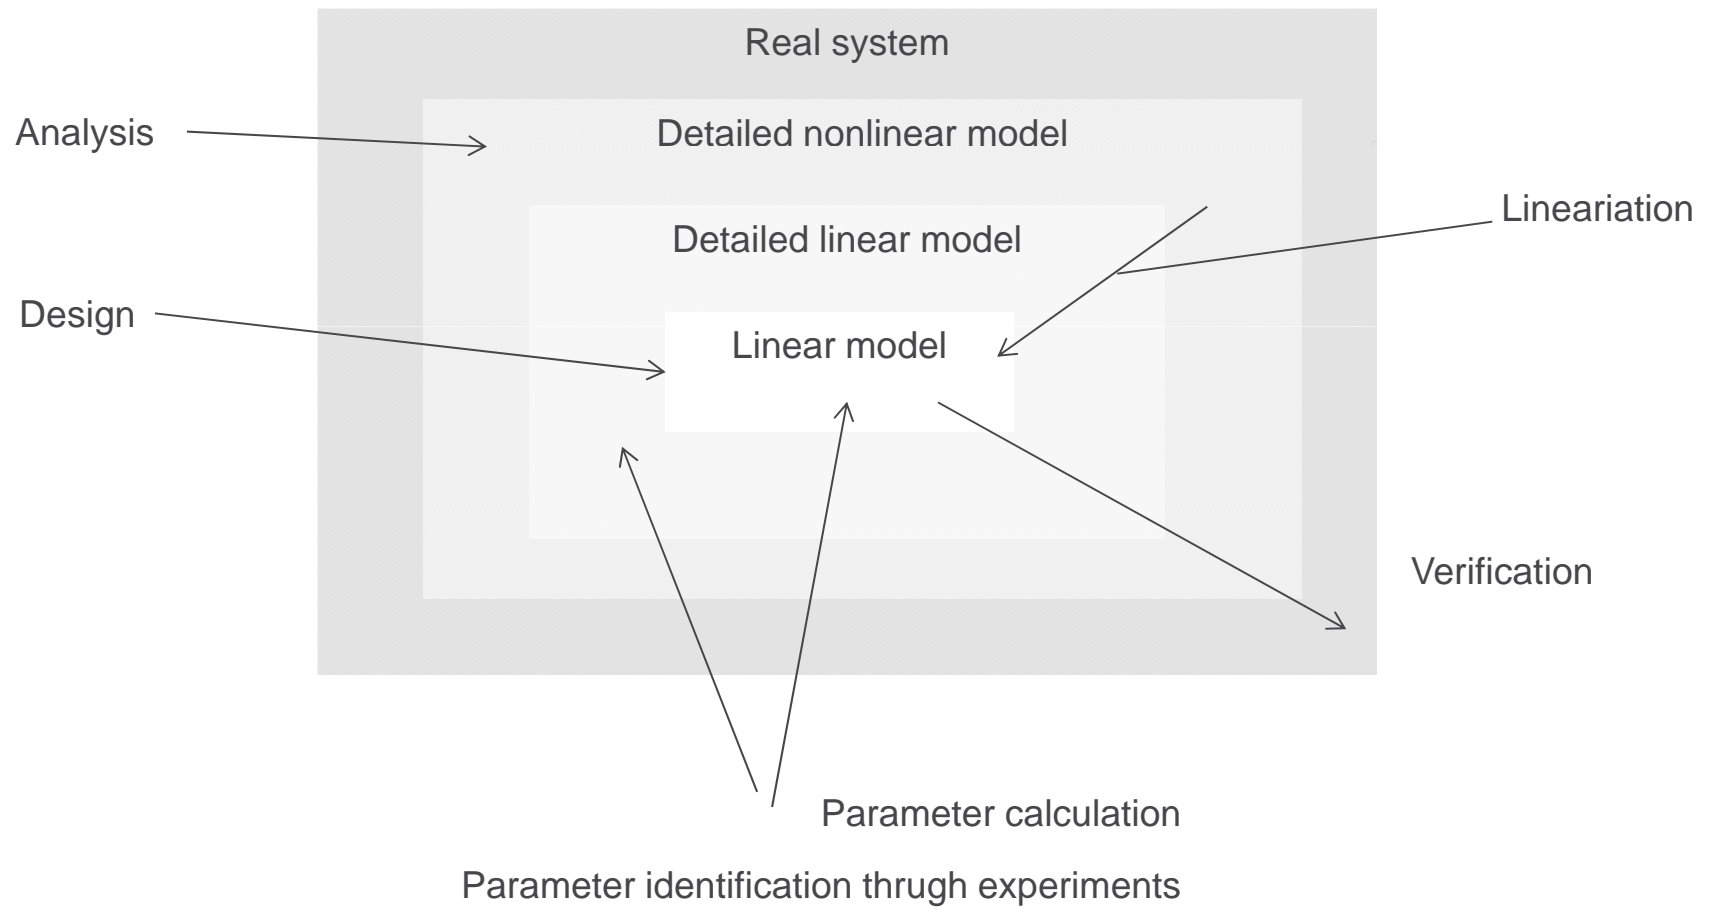 Real system
Analysis
Detailed nonlinear model
Lineariation
Detailed linear model
Design
Linear model
Verification
Parameter calculation
Parameter identification thrugh experiments